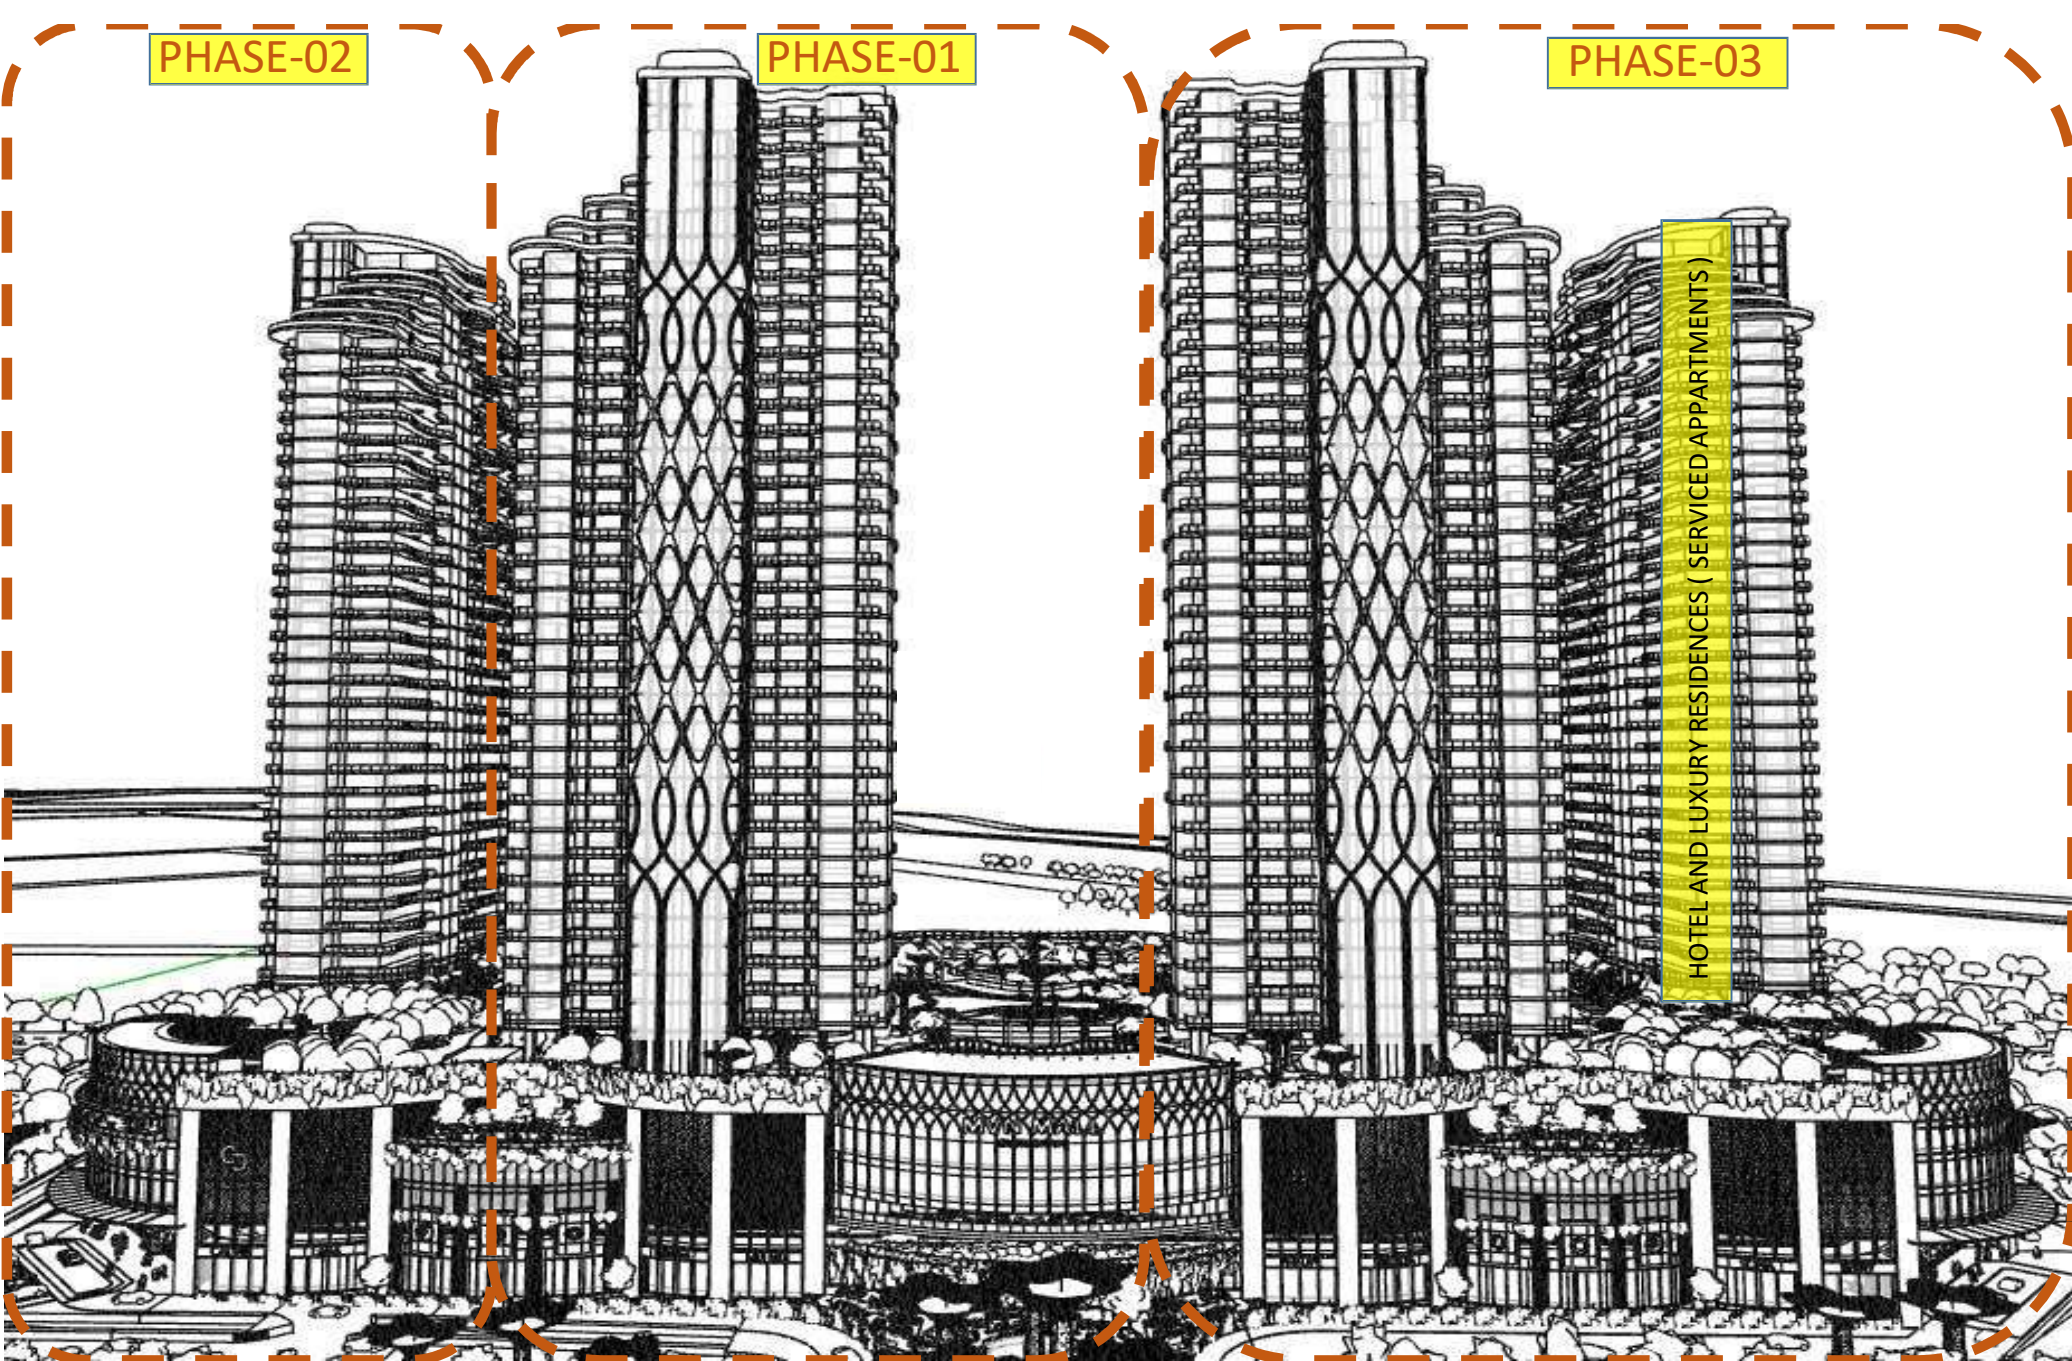 PHASE-02
PHASE-01
PHASE-03
HOTEL AND LUXURY RESIDENCES ( SERVICED APPARTMENTS )